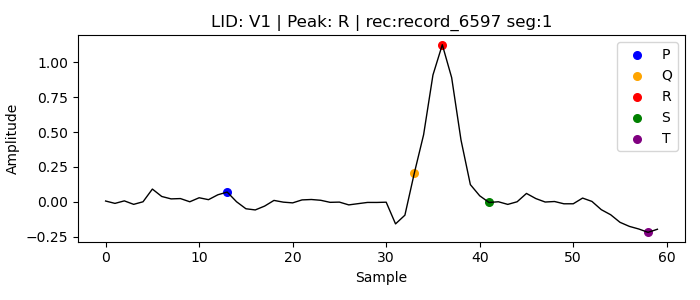 LID: V1 | Peak: R | rec:record_6597 seg:1
Amplitude
1.00
0.75
0.50
0.25
0.00
−0.25
P
Q
R
S
T
0 10 20 30 40 50 60
Sample